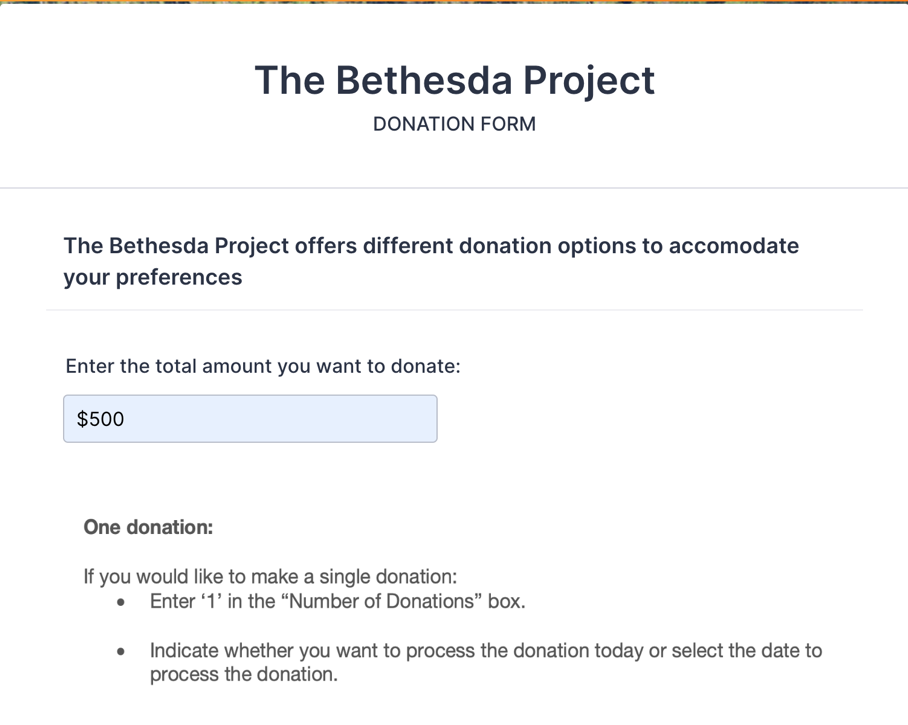 The Bethesda Project
DONATION FORM
The Bethesda Project offers different donation options to accomodate
your preferences
Enter the total amount you want to donate:
$500
One donation:
If you would like to make a single donation:
• Enter ‘1’ in the “Number of Donations” box.
• Indicate whether you want to process the donation today or select the date to
process the donation.